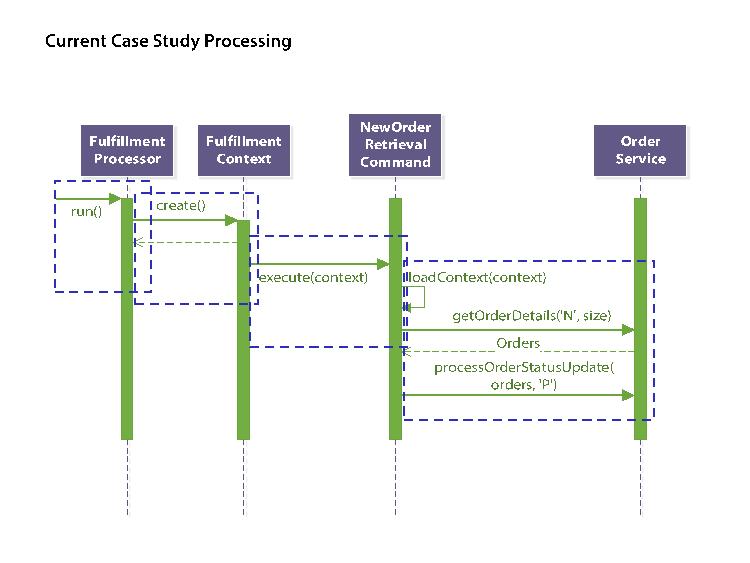 Current Case Study Processing
Fulfillment
Processor
Fulfillment
Context
NewOrder
Retrieval
Command
Order
Service
run()
create()
execute(context)
loadContext(context)
getOrderDetails('N', size)
Orders
processOrderStatusUpdate(
orders, 'P')